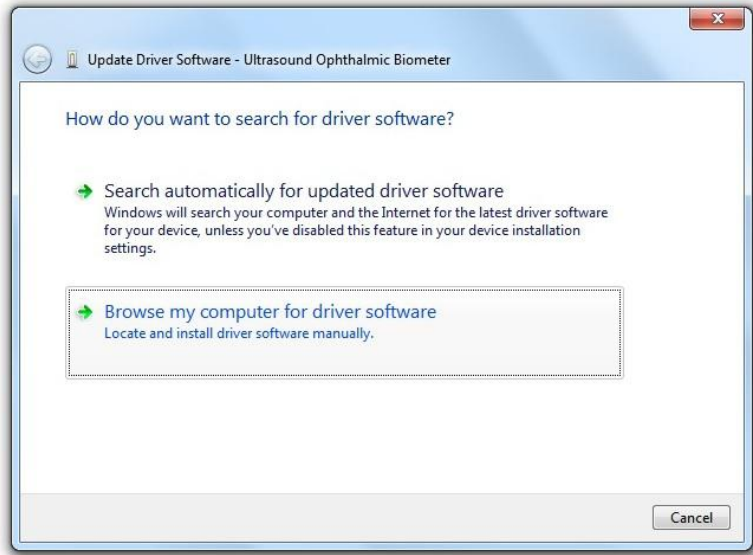 Update Driver Software - Ultrasound Ophthalmic Biometer
How do you want to search for driver software?
Search automatically for updated driver software
Windows will search your computer and the Internet for the latest driver software
for your device, unless you've disabled this feature in your device installation
settings.
Browse my computer for driver software
Locate and install driver software manually.
Cancel